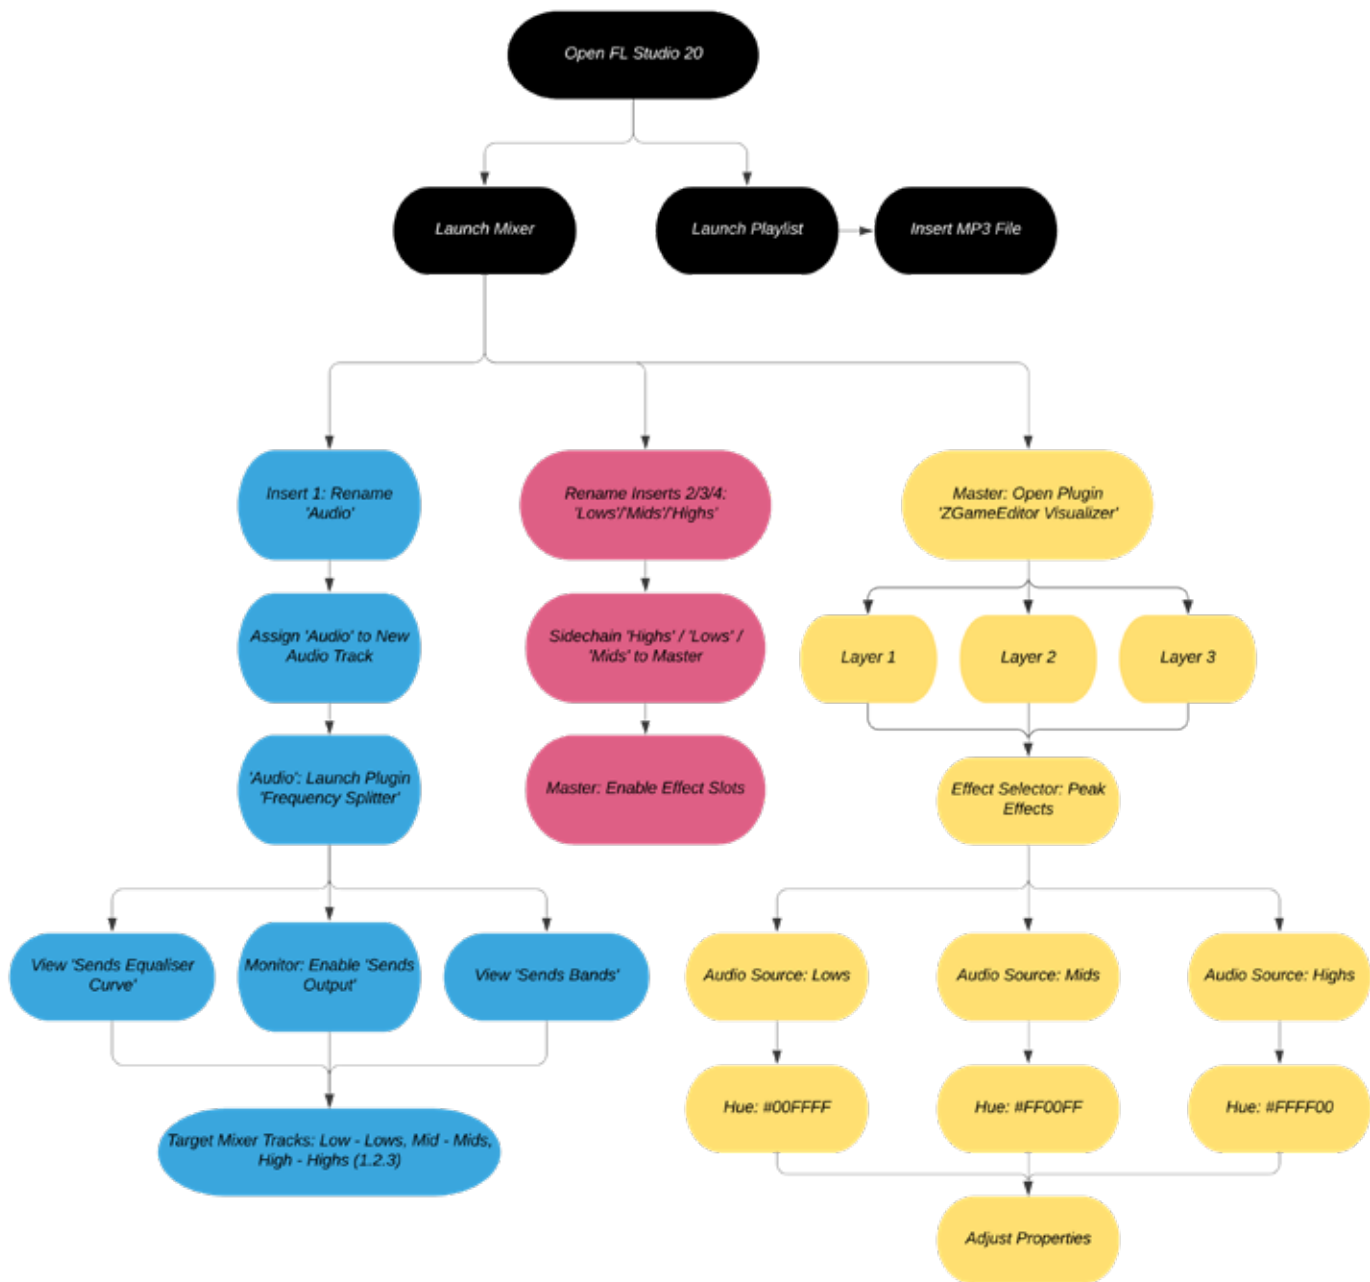 Open FL Studio 20
Launch Mixer
Launch Playlist
Insert MP3 File
Insert 1: Rename
'Audio'
Rename Inserts 2/3/4:
'Lows'/'Mids'/'Highs'
Master: Open Plugin
'ZGameEditor Visualizer'
Assign 'Audio' to New
Audio Track
Sidechain 'Highs' / 'Lows' /
'Mids' to Master
Layer 1
Layer 2
Layer 3
'Audio': Launch Plugin
'Frequency Splitter'
Master: Enable Effect Slots
Effect Selector: Peak
Effects
View 'Sends Equaliser
Curve'
Monitor: Enable 'Sends
Output'
View 'Sends Bands'
Audio Source: Lows
Audio Source: Mids
Audio Source: Highs
Hue: #00FFFF
Hue: #FF00FF
Hue: #FFFF00
Target Mixer Tracks: Low - Lows, Mid - Mids,
High - Highs (1.2.3)
Adjust Properties